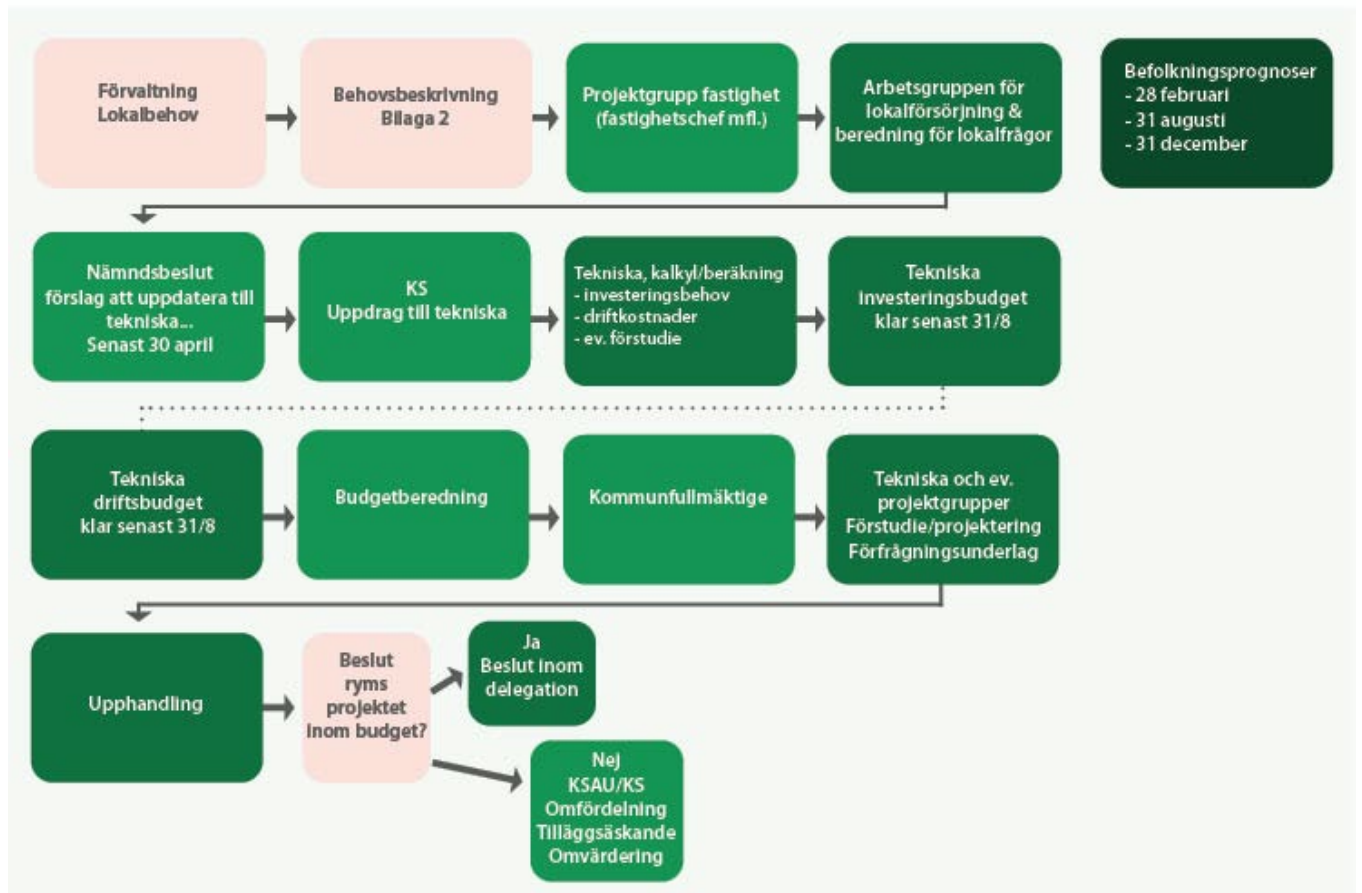 Förvaltning
Lokalbehov
Behovsbeskrivning
Bilaga 2
Projektgrupp fastighet
(fastighetschef mfl.)
Arbetsgruppen för
lokalförsörjning &
beredning för lokalfrågor
Befolkningsprognoser
- 28 februari
- 31 augusti
- 31 december
Nämndsbeslut
förslag att uppdatera till
tekniska...
Senast 30 april
KS
Uppdrag till tekniska
Tekniska, kalkyl/beräkning
- investeringsbehov
- driftkostnader
- ev. förstudie
Tekniska
investeringsbudget
klar senast 31/8
Tekniska
driftsbudget
klar senast 31/8
Budgetberedning
Kommunfullmäktige
Tekniska och ev.
projektgrupper
Förstudie/projektering
Förfrågningsunderlag
Upphandling
Beslut
ryms
projektet
inom budget?
Ja
Beslut inom
delegation
Nej
KSAU/KS
Omfördelning
Tilläggsäskande
Omvärdering